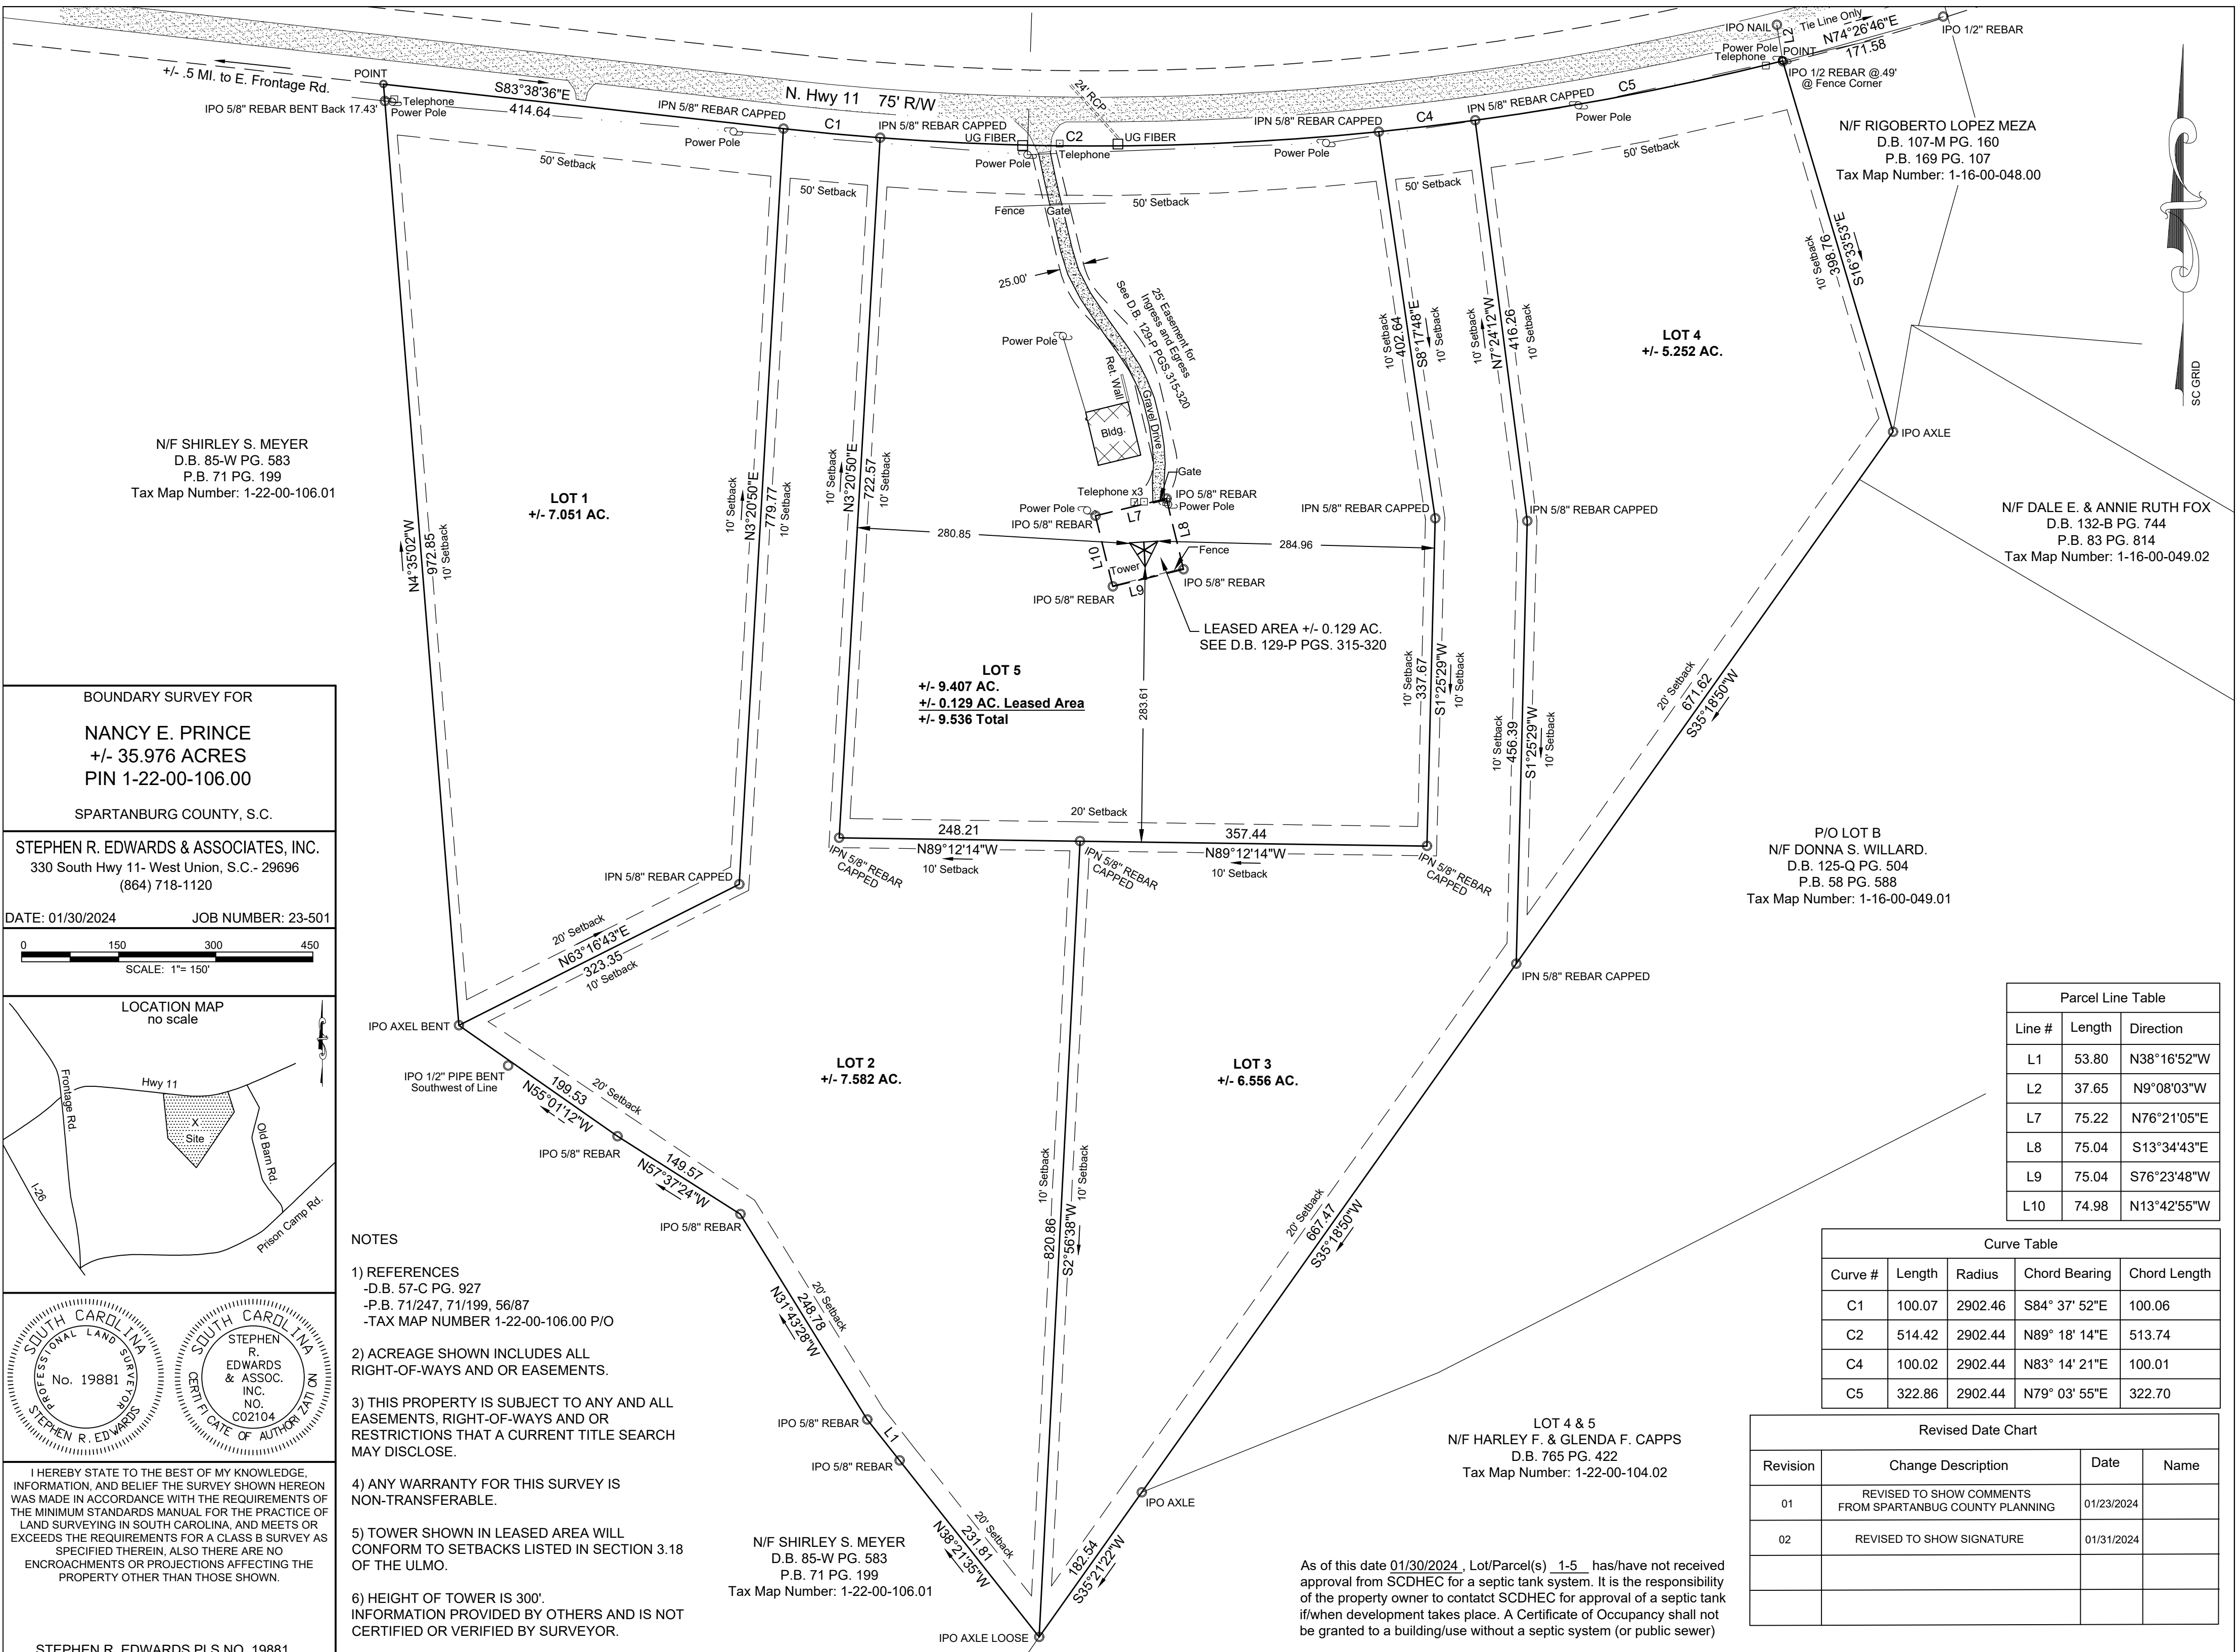 IPO NAIL
L2
Tie Line Only
N74°26'46"E
171.58
IPO 1/2" REBAR
Power Pole
Telephone
POINT
IPO 1/2 REBAR @.49'
@ Fence Corner
+/- .5 MI. to E. Frontage Rd.
POINT
S83°38'36"E
414.64
IPO 5/8" REBAR BENT Back 17.43'
Telephone
Power Pole
N. Hwy 11 75' R/W
24' RCP
IPN 5/8" REBAR CAPPED
C1
IPN 5/8" REBAR CAPPED
UG FIBER
C2
UG FIBER
Power Pole
Power Pole
Telephone
IPN 5/8" REBAR CAPPED
Power Pole
C4
IPN 5/8" REBAR CAPPED
C5
Power Pole
N/F RIGOBERTO LOPEZ MEZA
D.B. 107-M PG. 160
P.B. 169 PG. 107
Tax Map Number: 1-16-00-048.00
50' Setback
50' Setback
50' Setback
50' Setback
50' Setback
Fence
Gate
25.00'
25' Easement for
Ingress and Egress
See D.B. 129-P PGS.315-320
Power Pole
Ret. Wall
Gravel Drive
Bldg.
10' Setback
398.76
S16°33'53"E
SC GRID
LOT 4
+/- 5.252 AC.
10' Setback
402.64
S8°17'48"E
10' Setback
10' Setback
N7°24'12"W
416.26
10' Setback
IPO AXLE
N/F SHIRLEY S. MEYER
D.B. 85-W PG. 583
P.B. 71 PG. 199
Tax Map Number: 1-22-00-106.01
LOT 1
+/- 7.051 AC.
N4°35'02"W
972.85
10' Setback
10' Setback
N3°20'50"E
779.77
10' Setback
10' Setback
N3°20'50"E
722.57
10' Setback
Gate
Telephone x3
IPO 5/8" REBAR
Power Pole
Power Pole
IPO 5/8" REBAR
L7
L8
L10
L9
280.85
284.96
Fence
Tower
IPO 5/8" REBAR
IPO 5/8" REBAR
IPN 5/8" REBAR CAPPED
IPN 5/8" REBAR CAPPED
LEASED AREA +/- 0.129 AC.
SEE D.B. 129-P PGS. 315-320
283.61
LOT 5
+/- 9.407 AC.
+/- 0.129 AC. Leased Area
+/- 9.536 Total
10' Setback
337.67
S1°25'29"W
10' Setback
10' Setback
456.39
S1°25'29"W
10' Setback
20' Setback
671.62
S35°18'50"W
N/F DALE E. & ANNIE RUTH FOX
D.B. 132-B PG. 744
P.B. 83 PG. 814
Tax Map Number: 1-16-00-049.02
P/O LOT B
N/F DONNA S. WILLARD.
D.B. 125-Q PG. 504
P.B. 58 PG. 588
Tax Map Number: 1-16-00-049.01
20' Setback
248.21
N89°12'14"W
10' Setback
357.44
N89°12'14"W
10' Setback
IPN 5/8" REBAR
CAPPED
IPN 5/8" REBAR
CAPPED
IPN 5/8" REBAR
CAPPED
IPN 5/8" REBAR CAPPED
20' Setback
N63°16'43"E
323.35
10' Setback
IPN 5/8" REBAR CAPPED
IPO AXEL BENT
IPO 1/2" PIPE BENT
Southwest of Line
199.53
N55°01'12"W
20' Setback
IPO 5/8" REBAR
149.57
N57°37'24"W
IPO 5/8" REBAR
LOT 2
+/- 7.582 AC.
LOT 3
+/- 6.556 AC.
10' Setback
820.86
S2°56'38"W
10' Setback
20' Setback
667.47
S35°18'50"W
20' Setback
248.78
N31°43'28"W
IPO 5/8" REBAR
L1
IPO 5/8" REBAR
20' Setback
231.81
N38°21'35"W
IPO AXLE
182.54
S35°21'22"W
IPO AXLE LOOSE
N/F SHIRLEY S. MEYER
D.B. 85-W PG. 583
P.B. 71 PG. 199
Tax Map Number: 1-22-00-106.01
LOT 4 & 5
N/F HARLEY F. & GLENDA F. CAPPS
D.B. 765 PG. 422
Tax Map Number: 1-22-00-104.02
BOUNDARY SURVEY FOR
NANCY E. PRINCE
+/- 35.976 ACRES
PIN 1-22-00-106.00
SPARTANBURG COUNTY, S.C.
STEPHEN R. EDWARDS & ASSOCIATES, INC.
330 South Hwy 11- West Union, S.C.- 29696
(864) 718-1120
DATE: 01/30/2024 JOB NUMBER: 23-501
0 150 300 450
SCALE: 1"= 150'
LOCATION MAP
no scale
Frontage Rd.
Hwy 11
X
Site
Old Barn Rd.
I-26
Prison Camp Rd.
SOUTH CAROLINA
PROFESSIONAL LAND SURVEYOR
No. 19881
STEPHEN R. EDWARDS
SOUTH CAROLINA
STEPHEN
R.
EDWARDS
& ASSOC.
INC.
NO.
C02104
CERTIFICATE OF AUTHORIZATION
I HEREBY STATE TO THE BEST OF MY KNOWLEDGE,
INFORMATION, AND BELIEF THE SURVEY SHOWN HEREON
WAS MADE IN ACCORDANCE WITH THE REQUIREMENTS OF
THE MINIMUM STANDARDS MANUAL FOR THE PRACTICE OF
LAND SURVEYING IN SOUTH CAROLINA, AND MEETS OR
EXCEEDS THE REQUIREMENTS FOR A CLASS B SURVEY AS
SPECIFIED THEREIN, ALSO THERE ARE NO
ENCROACHMENTS OR PROJECTIONS AFFECTING THE
PROPERTY OTHER THAN THOSE SHOWN.
STEPHEN R. EDWARDS PLS NO. 19881
NOTES
1) REFERENCES
-D.B. 57-C PG. 927
-P.B. 71/247, 71/199, 56/87
-TAX MAP NUMBER 1-22-00-106.00 P/O
2) ACREAGE SHOWN INCLUDES ALL
RIGHT-OF-WAYS AND OR EASEMENTS.
3) THIS PROPERTY IS SUBJECT TO ANY AND ALL
EASEMENTS, RIGHT-OF-WAYS AND OR
RESTRICTIONS THAT A CURRENT TITLE SEARCH
MAY DISCLOSE.
4) ANY WARRANTY FOR THIS SURVEY IS
NON-TRANSFERABLE.
5) TOWER SHOWN IN LEASED AREA WILL
CONFORM TO SETBACKS LISTED IN SECTION 3.18
OF THE ULMO.
6) HEIGHT OF TOWER IS 300'.
INFORMATION PROVIDED BY OTHERS AND IS NOT
CERTIFIED OR VERIFIED BY SURVEYOR.
Parcel Line Table
Line # Length Direction
L1 53.80 N38°16'52"W
L2 37.65 N9°08'03"W
L7 75.22 N76°21'05"E
L8 75.04 S13°34'43"E
L9 75.04 S76°23'48"W
L10 74.98 N13°42'55"W
Curve Table
Curve # Length Radius Chord Bearing Chord Length
C1 100.07 2902.46 S84° 37' 52"E 100.06
C2 514.42 2902.44 N89° 18' 14"E 513.74
C4 100.02 2902.44 N83° 14' 21"E 100.01
C5 322.86 2902.44 N79° 03' 55"E 322.70
Revised Date Chart
Revision Change Description Date Name
01 REVISED TO SHOW COMMENTS
FROM SPARTANBUG COUNTY PLANNING 01/23/2024
02 REVISED TO SHOW SIGNATURE 01/31/2024
As of this date 01/30/2024 , Lot/Parcel(s) 1-5 has/have not received
approval from SCDHEC for a septic tank system. It is the responsibility
of the property owner to contatct SCDHEC for approval of a septic tank
if/when development takes place. A Certificate of Occupancy shall not
be granted to a building/use without a septic system (or public sewer)